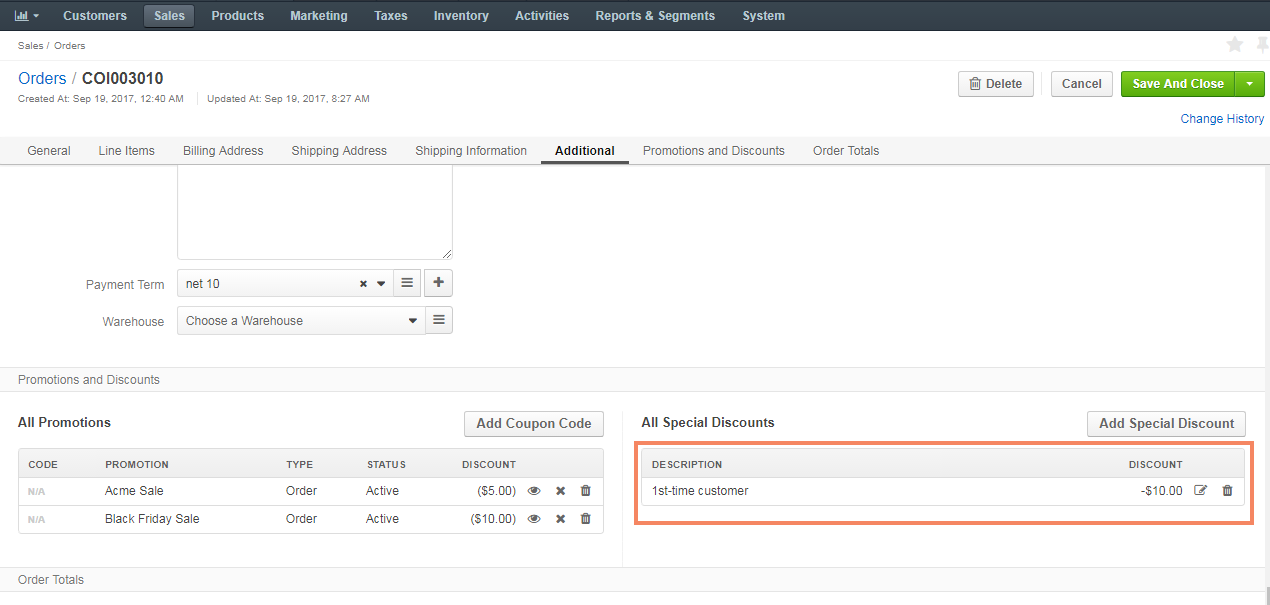 Customers Sales Products Marketing Taxes Inventory Activities Reports & Segments System
Sales / Orders
Orders / COI003010
Created At: Sep 19, 2017, 12:40 AM Updated At: Sep 19, 2017, 8:27 AM
Delete Cancel Save And Close
Change History
General Line Items Billing Address Shipping Address Shipping Information Additional Promotions and Discounts Order Totals
Payment Term net 10
Warehouse Choose a Warehouse
Promotions and Discounts
All Promotions Add Coupon Code
CODE PROMOTION TYPE STATUS DISCOUNT
N/A Acme Sale Order Active ($5.00)
N/A Black Friday Sale Order Active ($10.00)
All Special Discounts Add Special Discount
DESCRIPTION DISCOUNT
1st-time customer -$10.00
Order Totals